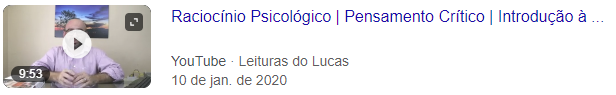 Raciocínio Psicológico | Pensamento Crítico | Introdução à ...
9:53
YouTube · Leituras do Lucas
10 de jan. de 2020